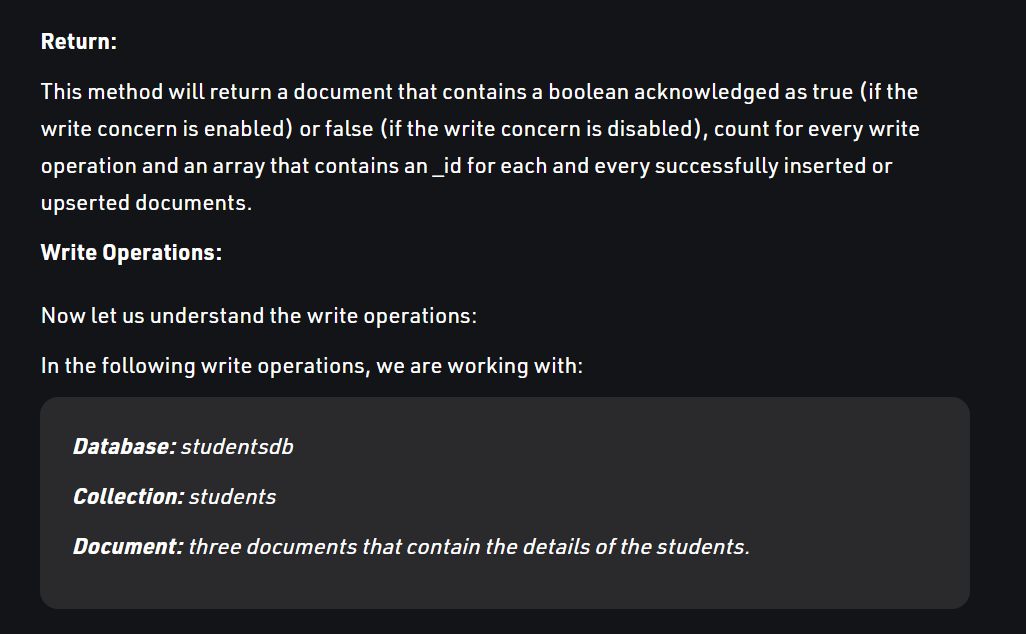 Return:
This method will return a document that contains a boolean acknowledged as true (if the
write concern is enabled) or false (if the write concern is disabled), count for every write
operation and an array that contains an _id for each and every successfully inserted or
upserted documents.
Write Operations:
Now let us understand the write operations:
In the following write operations, we are working with:
Database: studentsdb
Collection: students
Document: three documents that contain the details of the students.